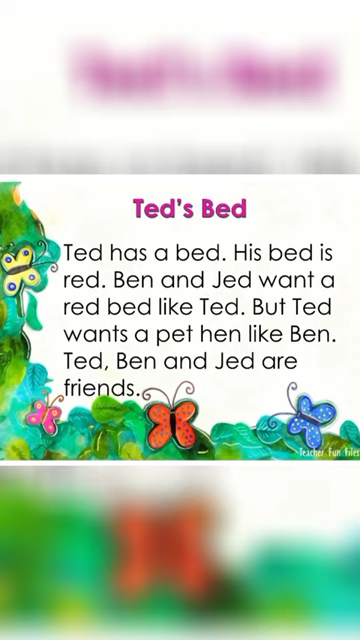 Ted's Bed
Ted has a bed. His bed is
red. Ben and Jed want a
red bed like Ted. But Ted
wants a pet hen like Ben.
Ted, Ben and Jed are
friends.
Teacher Fun Files